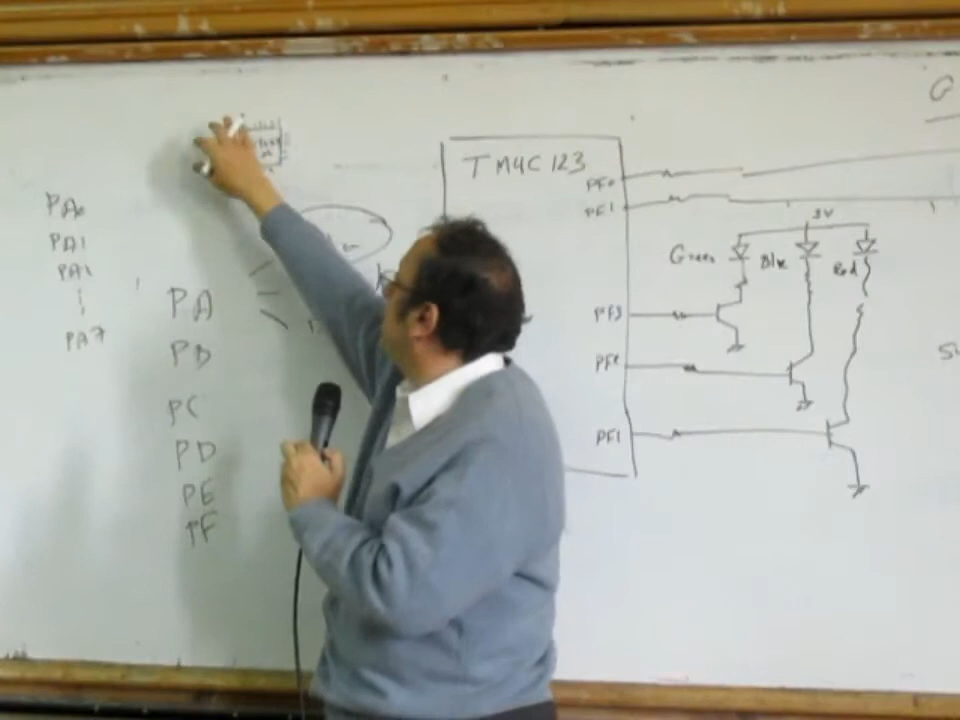 PA0
PA1
PA2
PA7
PA
PB
PC
PD
PE
PF
TM4C123
PF0
PF1
3V
Green
Blue
Red
PF3
PF2
PF1